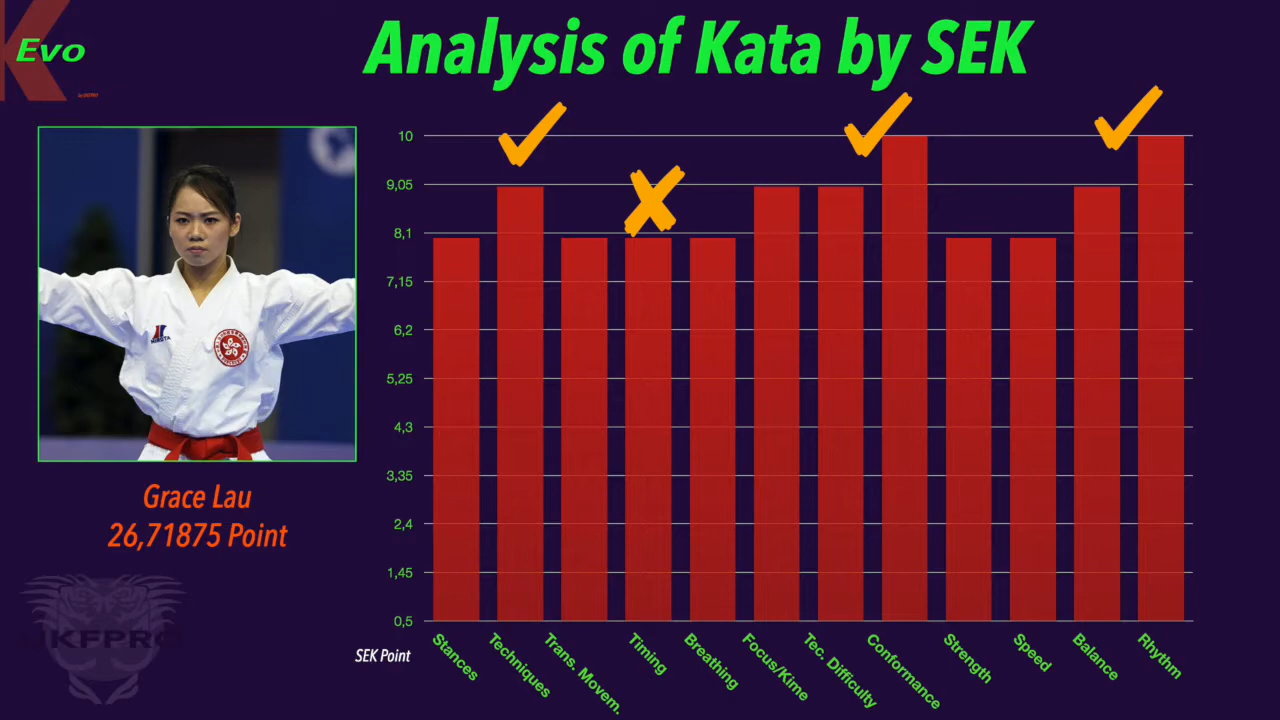 Evo
Analysis of Kata by SEK
10
9,05
8,1
7,15
6,2
5,25
4,3
3,35
2,4
1,45
0,5
Grace Lau
26,71875 Point
SEK Point
Stances
Techniques
Trans. Movem.
Timing
Breathing
Focus/Kime
Tec. Difficulty
Conformance
Strength
Speed
Balance
Rhythm
UKFPRO